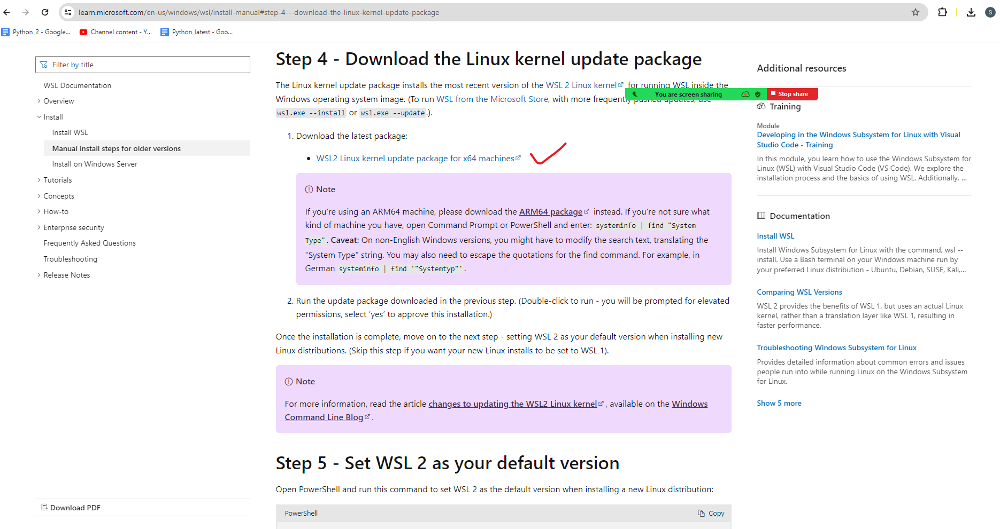 learn.microsoft.com/en-us/windows/wsl/install-manual#step-4---download-the-linux-kernel-update-package
S
Python_2 - Google...
Channel content - Y...
Python_latest - Goo...
Filter by title
WSL Documentation
Overview
Install
Install WSL
Manual install steps for older versions
Install on Windows Server
Tutorials
Concepts
How-to
Enterprise security
Frequently Asked Questions
Troubleshooting
Release Notes
Download PDF
Step 4 - Download the Linux kernel update package
The Linux kernel update package installs the most recent version of the WSL 2 Linux kernel for running WSL inside the
Windows operating system image. (To run WSL from the Microsoft Store, with more frequently pushed updates, use
wsl.exe --install or wsl.exe --update.).
You are screen sharing
Stop share
1. Download the latest package:
• WSL2 Linux kernel update package for x64 machines
Note
If you're using an ARM64 machine, please download the ARM64 package instead. If you're not sure what
kind of machine you have, open Command Prompt or PowerShell and enter: systeminfo | find "System
Type". Caveat: On non-English Windows versions, you might have to modify the search text, translating the
"System Type" string. You may also need to escape the quotations for the find command. For example, in
German systeminfo | find '"Systemtyp"'.
2. Run the update package downloaded in the previous step. (Double-click to run - you will be prompted for elevated
permissions, select ‘yes’ to approve this installation.)
Once the installation is complete, move on to the next step - setting WSL 2 as your default version when installing new
Linux distributions. (Skip this step if you want your new Linux installs to be set to WSL 1).
Note
For more information, read the article changes to updating the WSL2 Linux kernel, available on the Windows
Command Line Blog.
Step 5 - Set WSL 2 as your default version
Open PowerShell and run this command to set WSL 2 as the default version when installing a new Linux distribution:
PowerShell
Copy
Additional resources
Training
Module
Developing in the Windows Subsystem for Linux with Visual
Studio Code - Training
In this module, you learn how to use the Windows Subsystem for
Linux (WSL) with Visual Studio Code (VS Code). We explore the
installation process and the basics of using WSL. Additionally, ...
Documentation
Install WSL
Install Windows Subsystem for Linux with the command, wsl --
install. Use a Bash terminal on your Windows machine run by
your preferred Linux distribution - Ubuntu, Debian, SUSE, Kali,...
Comparing WSL Versions
WSL 2 provides the benefits of WSL 1, but uses an actual Linux
kernel, rather than a translation layer like WSL 1, resulting in
faster performance.
Troubleshooting Windows Subsystem for Linux
Provides detailed information about common errors and issues
people run into while running Linux on the Windows Subsystem
for Linux.
Show 5 more